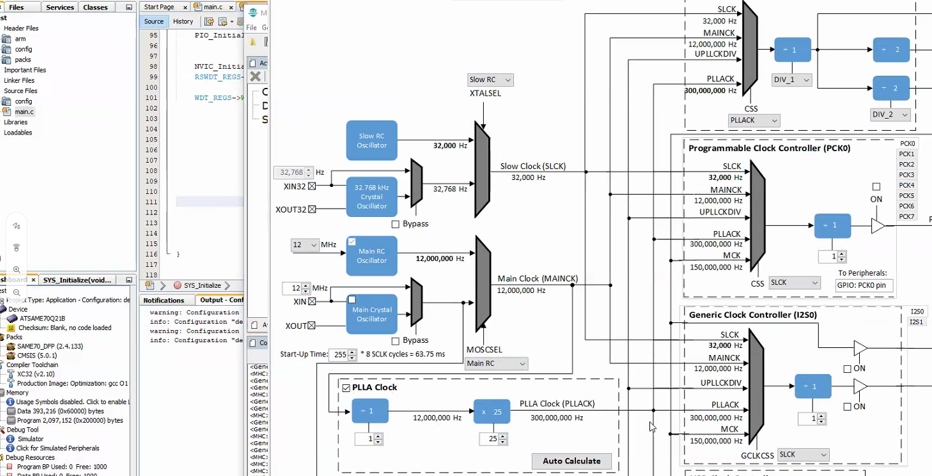 Files
Services
Classes
Header Files
arm
config
packs
Important Files
Linker Files
Source Files
config
main.c
Libraries
Loadables
SYS_Initialize(void...
Project Type: Application - Configuration: de
Device
ATSAME70Q21B
Checksum: Blank, no code loaded
Packs
SAME70_DFP (2.4.133)
CMSIS (5.0.1)
Compiler Toolchain
XC32 (v2.10)
Production Image: Optimization: gcc O1
Memory
Usage Symbols disabled. Click to enable L
Data 393,216 (0x60000) bytes
Program 2,097,152 (0x200000) bytes
Debug Tool
Simulator
Click for Simulated Peripherals
Debug Resources
Program BP Used: 0 Free: 1000
Start Page
main.c
Source
History
95
96
97
98
99
100
101
102
103
104
105
106
107
108
109
110
111
112
113
114
115
116
117
118
PIO_Initial
NVIC_Initia
RSWDT_REGS-
WDT_REGS->W
}
SYS_Initialize
Notifications
Output - Conf
warning: Configuration
info: Configuration "de
warning: Configuration
info: Configuration "de
Slow RC
XTALSEL
Slow RC
Oscillator
32,000 Hz
32,768
Hz
XIN32
32.768 kHz
Crystal
Oscillator
32,768 Hz
XOUT32
Bypass
Slow Clock (SLCK)
32,000 Hz
12
MHz
Main RC
Oscillator
12,000,000 Hz
12
MHz
XIN
Main Crystal
Oscillator
XOUT
Bypass
Main Clock (MAINCK)
12,000,000 Hz
Start-Up Time:
255
* 8 SCLK cycles = 63.75 ms
MOSCSEL
Main RC
PLLA Clock
÷ 1
12,000,000 Hz
x 25
PLLA Clock (PLLACK)
300,000,000 Hz
1
25
Auto Calculate
SLCK
32,000 Hz
MAINCK
12,000,000 Hz
UPLLCKDIV
PLLACK
300,000,000 Hz
CSS
PLLACK
÷ 1
DIV_1
÷ 2
÷ 2
DIV_2
Programmable Clock Controller (PCK0)
PCK0
PCK1
PCK2
PCK3
PCK4
PCK5
PCK6
PCK7
SLCK
32,000 Hz
MAINCK
12,000,000 Hz
UPLLCKDIV
PLLACK
300,000,000 Hz
MCK
150,000,000 Hz
CSS
SLCK
÷ 1
1
ON
To Peripherals:
GPIO: PCK0 pin
Generic Clock Controller (I2S0)
I2S0
I2S1
SLCK
32,000 Hz
MAINCK
12,000,000 Hz
UPLLCKDIV
PLLACK
300,000,000 Hz
MCK
150,000,000 Hz
GCLKCSS
SLCK
÷ 1
1
ON
ON